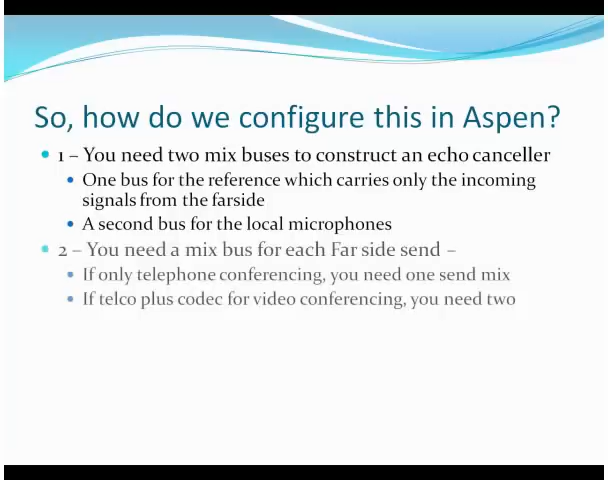 So, how do we configure this in Aspen?
1 – You need two mix buses to construct an echo canceller
One bus for the reference which carries only the incoming
signals from the farside
A second bus for the local microphones
2 – You need a mix bus for each Far side send –
If only telephone conferencing, you need one send mix
If telco plus codec for video conferencing, you need two